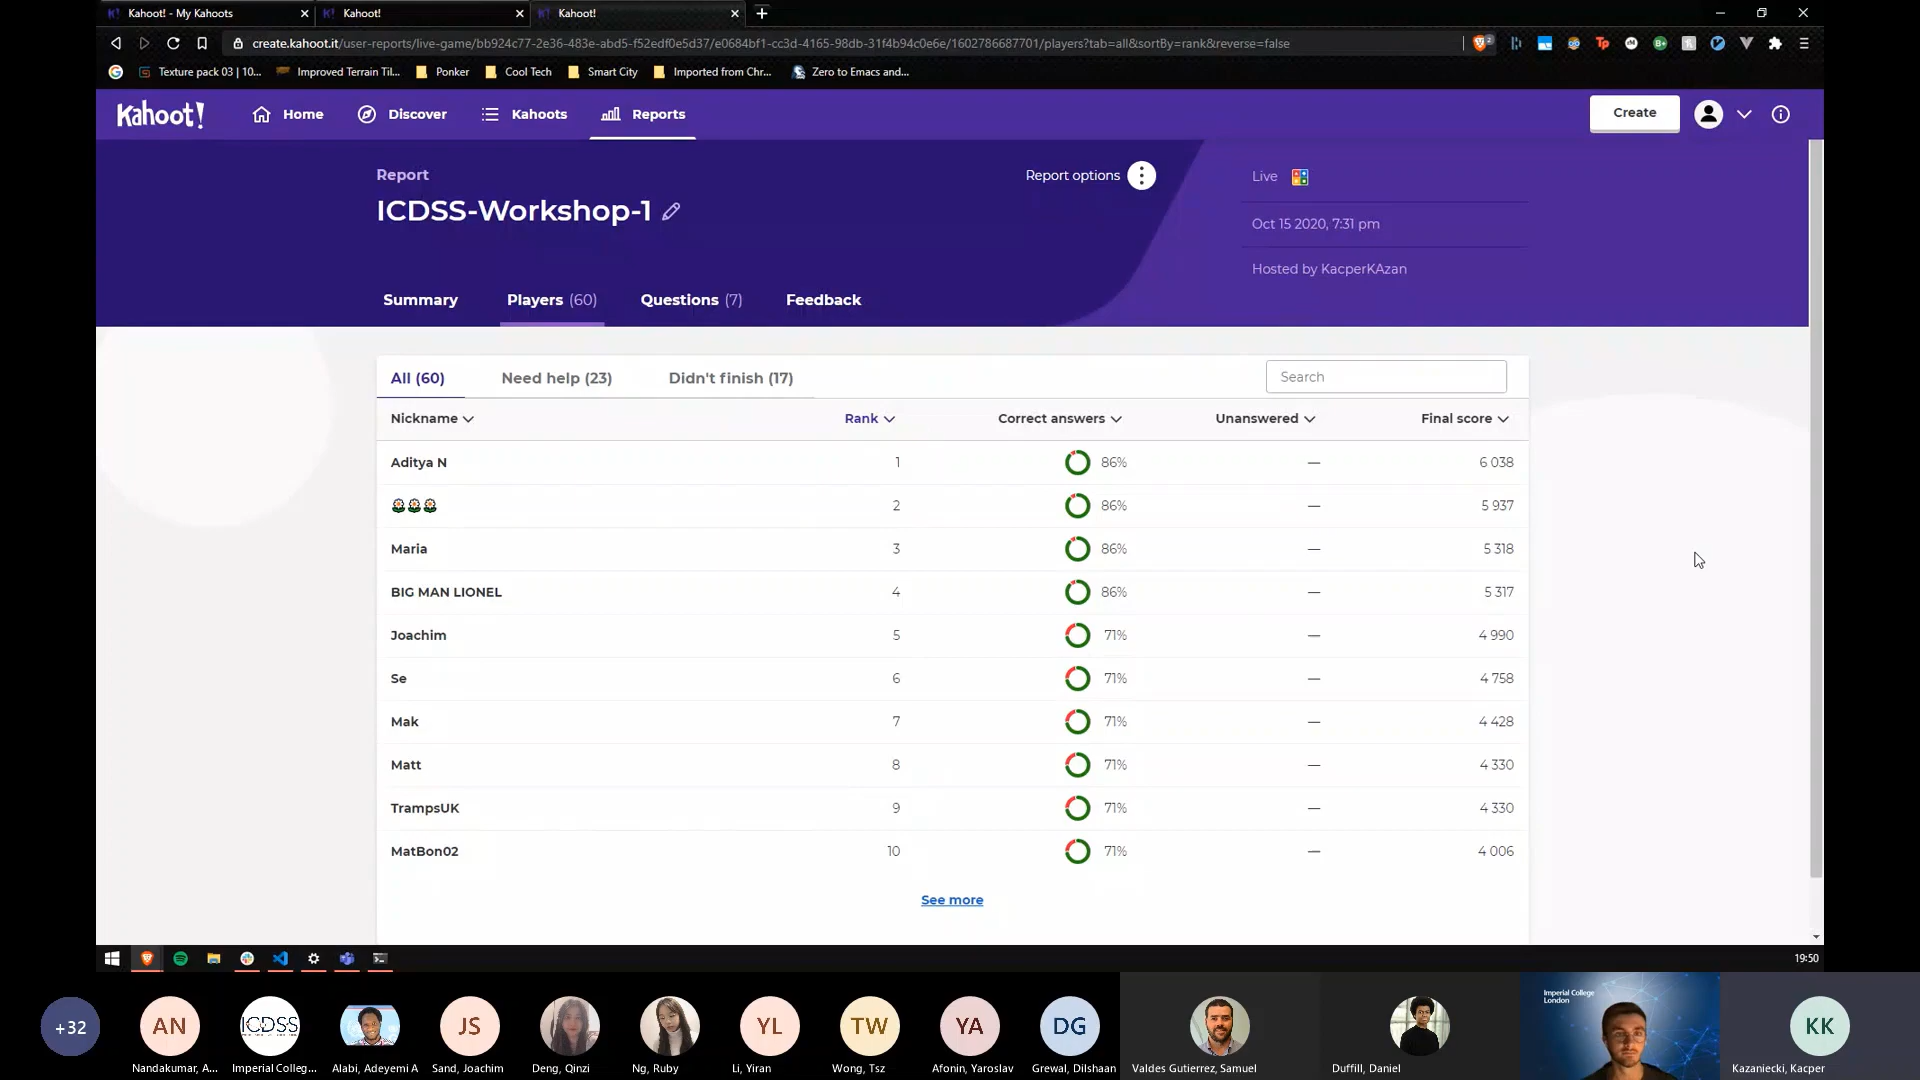 Kahoot! - My Kahoots
Kahoot!
Kahoot!
create.kahoot.it/user-reports/live-game/bb924c77-2e36-483e-abd5-f52edf0e5d37/e0684bf1-cc3d-4165-98db-31f4b94c0e6e/1602786687701/players?tab=all&sortBy=rank&reverse=false
Texture pack 03 | 10...
Improved Terrain Til...
Ponker
Cool Tech
Smart City
Imported from Chr...
Zero to Emacs and...
Kahoot!
Home
Discover
Kahoots
Reports
Create
Report
Report options
Live
ICDSS-Workshop-1
Oct 15 2020, 7:31 pm
Hosted by KacperKAzan
Summary
Players (60)
Questions (7)
Feedback
All (60)
Need help (23)
Didn't finish (17)
Search
Nickname Rank Correct answers Unanswered Final score
Aditya N 1 86% — 6 038
🌼🌼🌼 2 86% — 5 937
Maria 3 86% — 5 318
BIG MAN LIONEL 4 86% — 5 317
Joachim 5 71% — 4 990
Se 6 71% — 4 758
Mak 7 71% — 4 428
Matt 8 71% — 4 330
TrampsUK 9 71% — 4 330
MatBon02 10 71% — 4 006
See more
19:50
+32
AN
ICDSS
JS
YL
TW
YA
DG
Imperial College
London
KK
Nandakumar, A...
Imperial Colleg...
Alabi, Adeyemi A
Sand, Joachim
Deng, Qinzi
Ng, Ruby
Li, Yiran
Wong, Tsz
Afonin, Yaroslav
Grewal, Dilshaan
Valdes Gutierrez, Samuel
Duffill, Daniel
Kazaniecki, Kacper